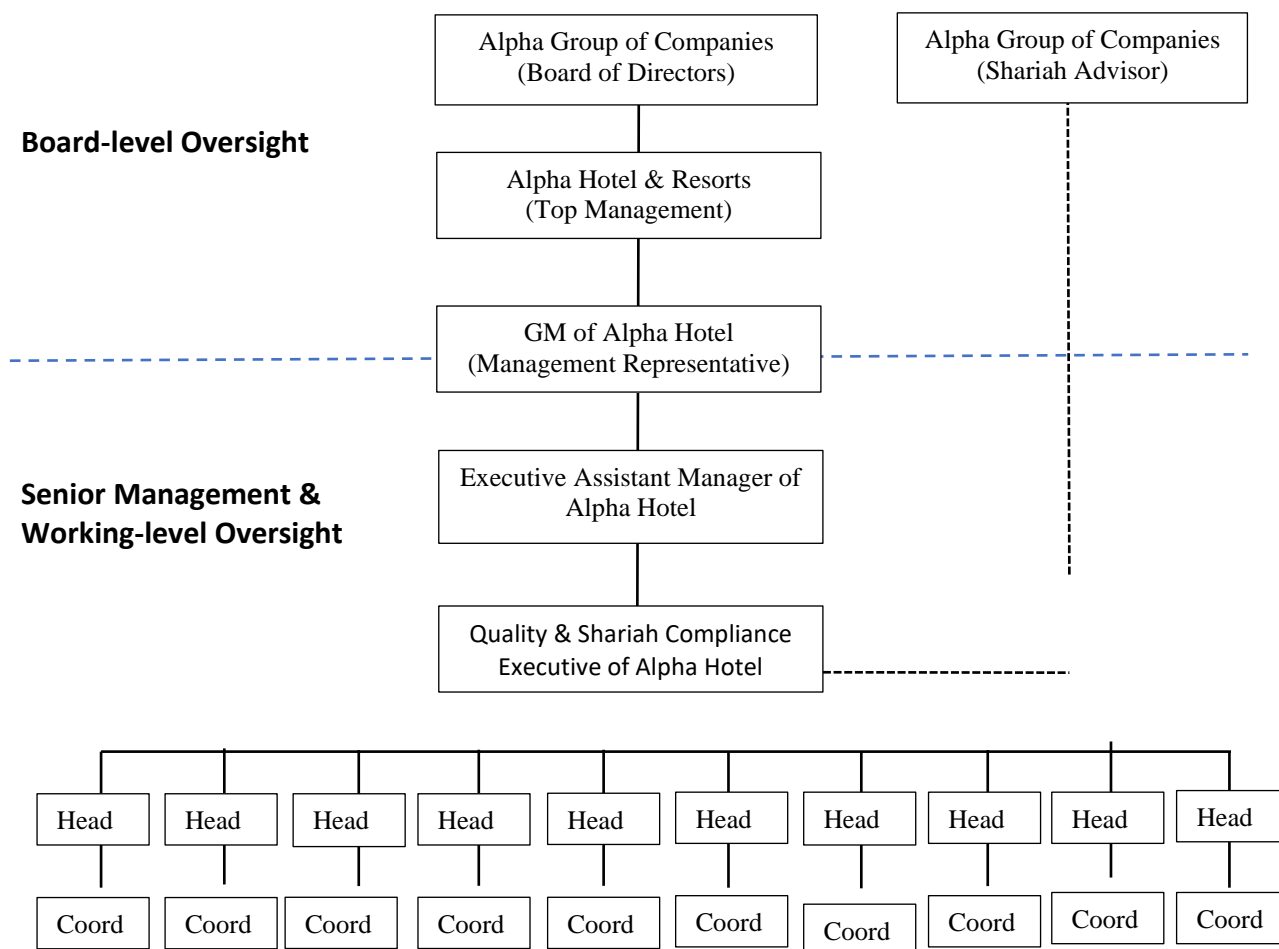 Alpha Group of Companies
(Board of Directors)
Alpha Group of Companies
(Shariah Advisor)
Board-level Oversight
Alpha Hotel & Resorts
(Top Management)
GM of Alpha Hotel
(Management Representative)
Executive Assistant Manager of
Alpha Hotel
Senior Management &
Working-level Oversight
Quality & Shariah Compliance
Executive of Alpha Hotel
Head
Head
Head
Head
Head
Head
Head
Head
Head
Head
Coord
Coord
Coord
Coord
Coord
Coord
Coord
Coord
Coord
Coord